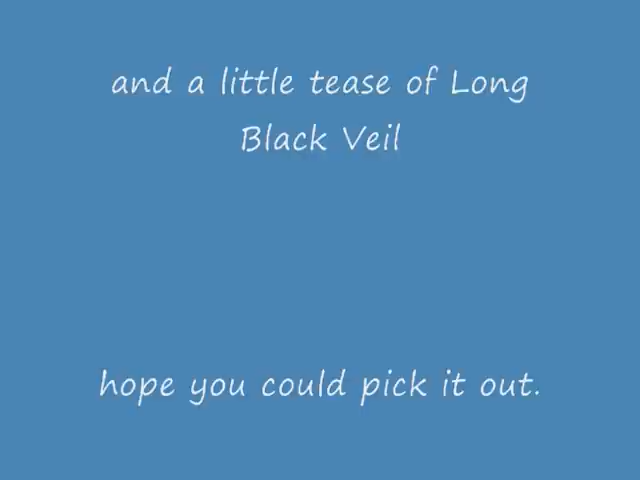 and a little tease of Long
Black Veil
hope you could pick it out.